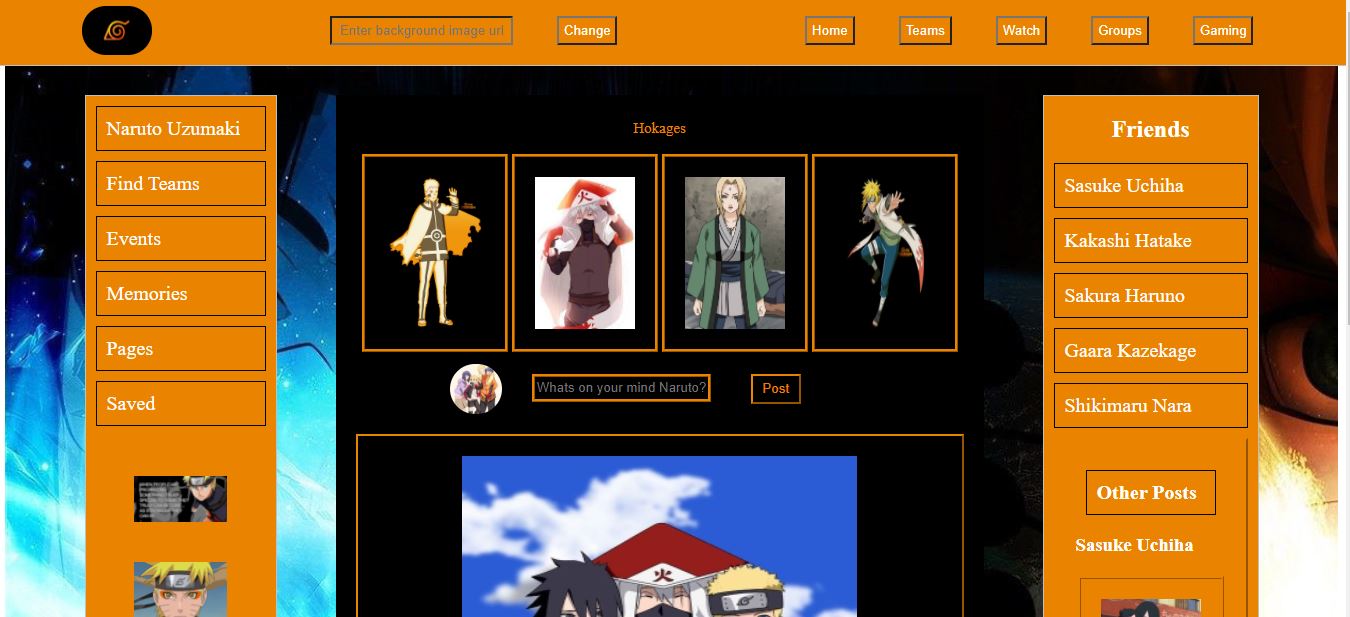 Enter background image url
Change
Home
Teams
Watch
Groups
Gaming
Naruto Uzumaki
Find Teams
Events
Memories
Pages
Saved
Hokages
Whats on your mind Naruto?
Post
Friends
Sasuke Uchiha
Kakashi Hatake
Sakura Haruno
Gaara Kazekage
Shikimaru Nara
Other Posts
Sasuke Uchiha
火
火